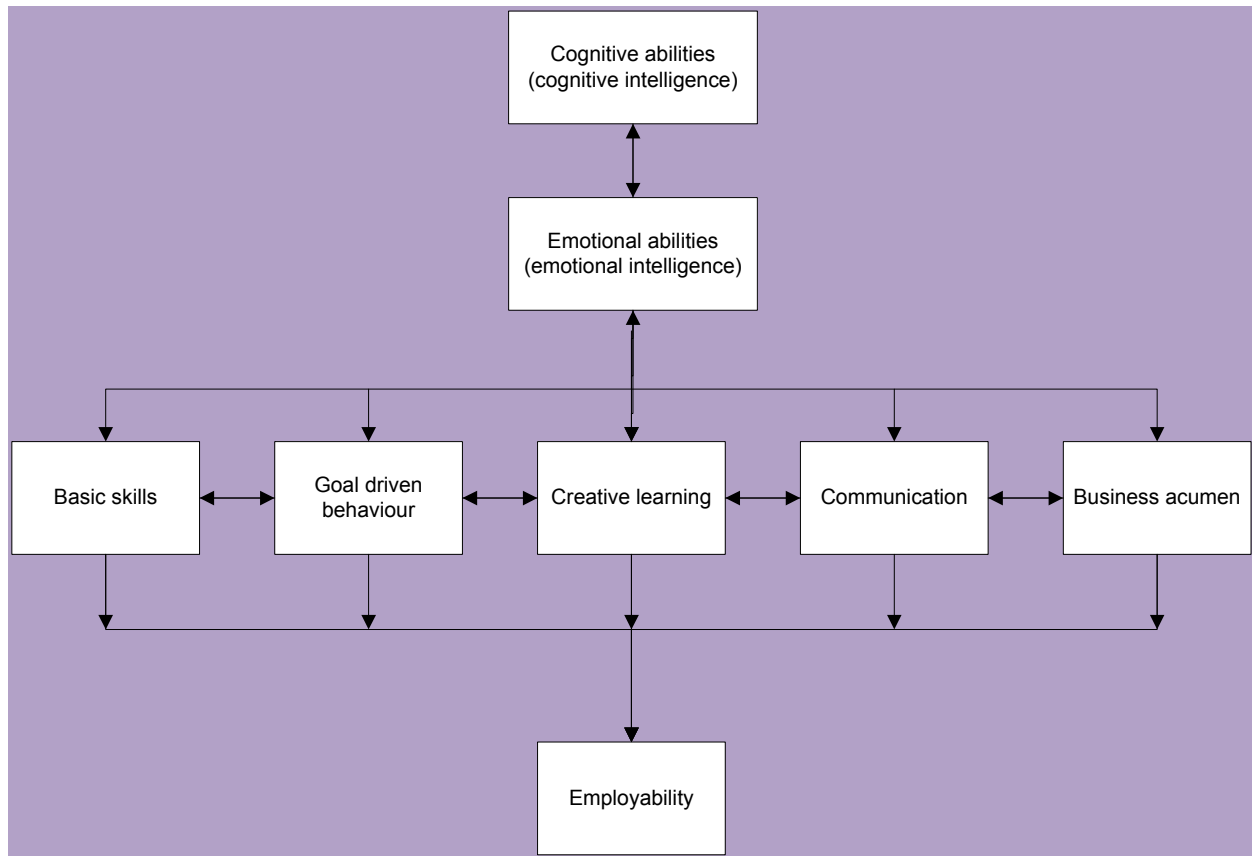 Cognitive abilities
(cognitive intelligence)
Emotional abilities
(emotional intelligence)
Basic skills
Goal driven
behaviour
Creative learning
Communication
Business acumen
Employability